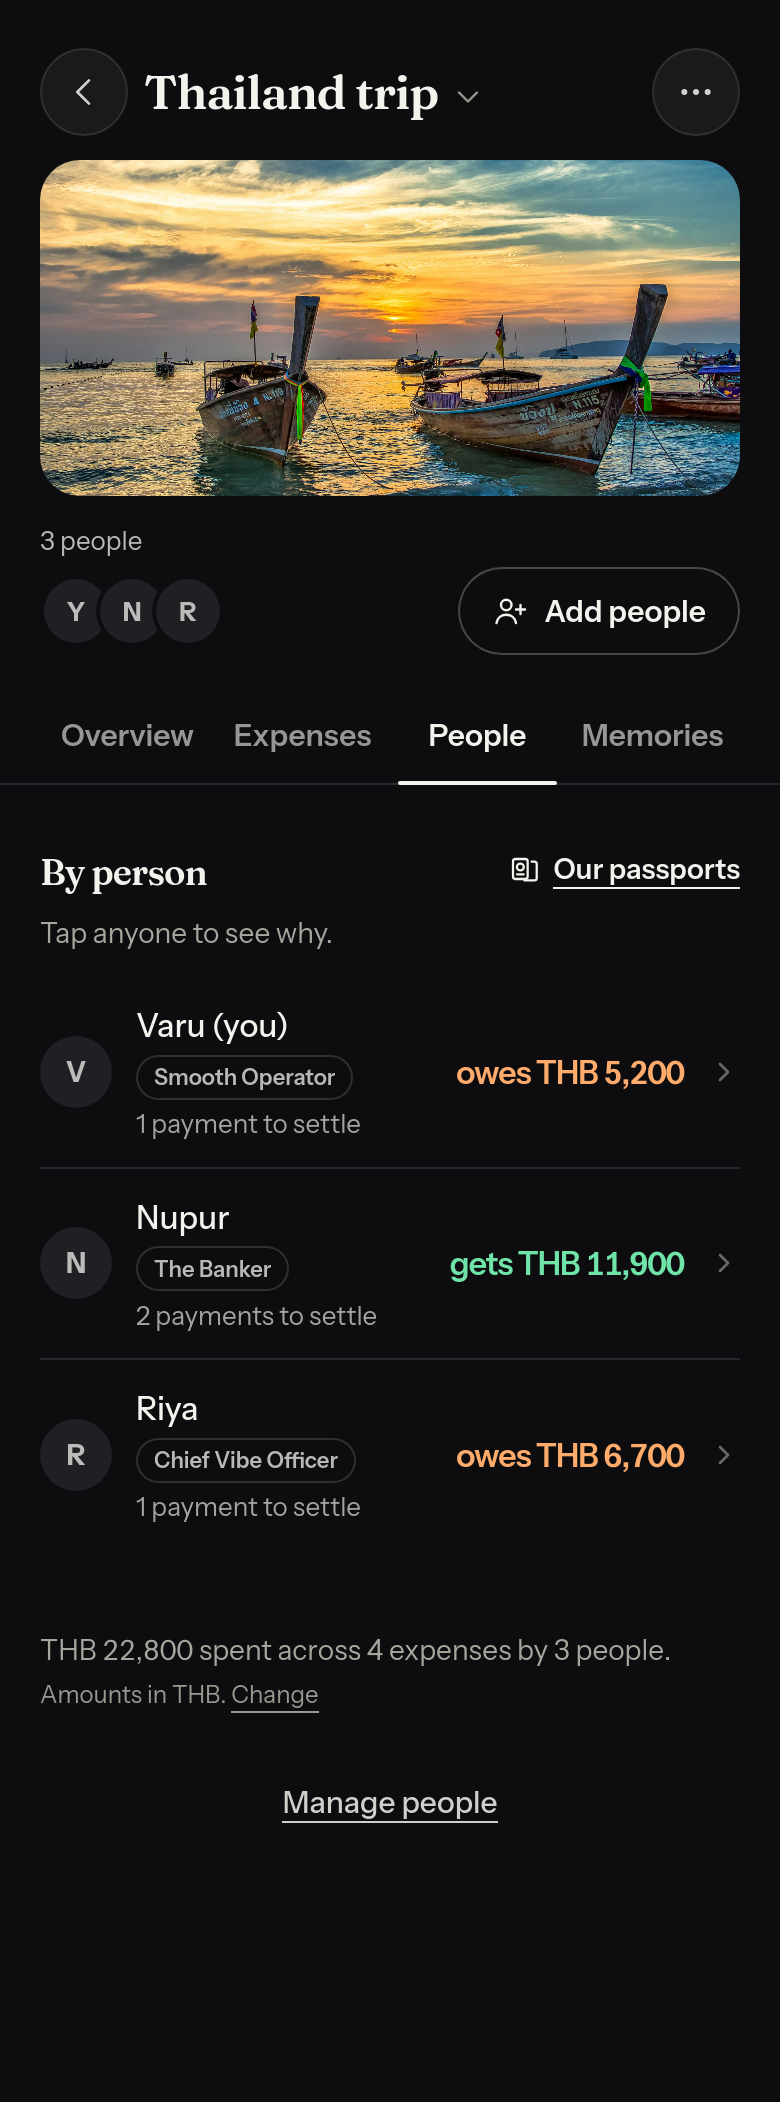 Thailand trip
3 people
Y N R
Add people
Overview Expenses People Memories
By person
Our passports
Tap anyone to see why.
Varu (you)
V
Smooth Operator
owes THB 5,200
1 payment to settle
Nupur
N
The Banker
gets THB 11,900
2 payments to settle
Riya
R
Chief Vibe Officer
owes THB 6,700
1 payment to settle
THB 22,800 spent across 4 expenses by 3 people.
Amounts in THB. Change
Manage people